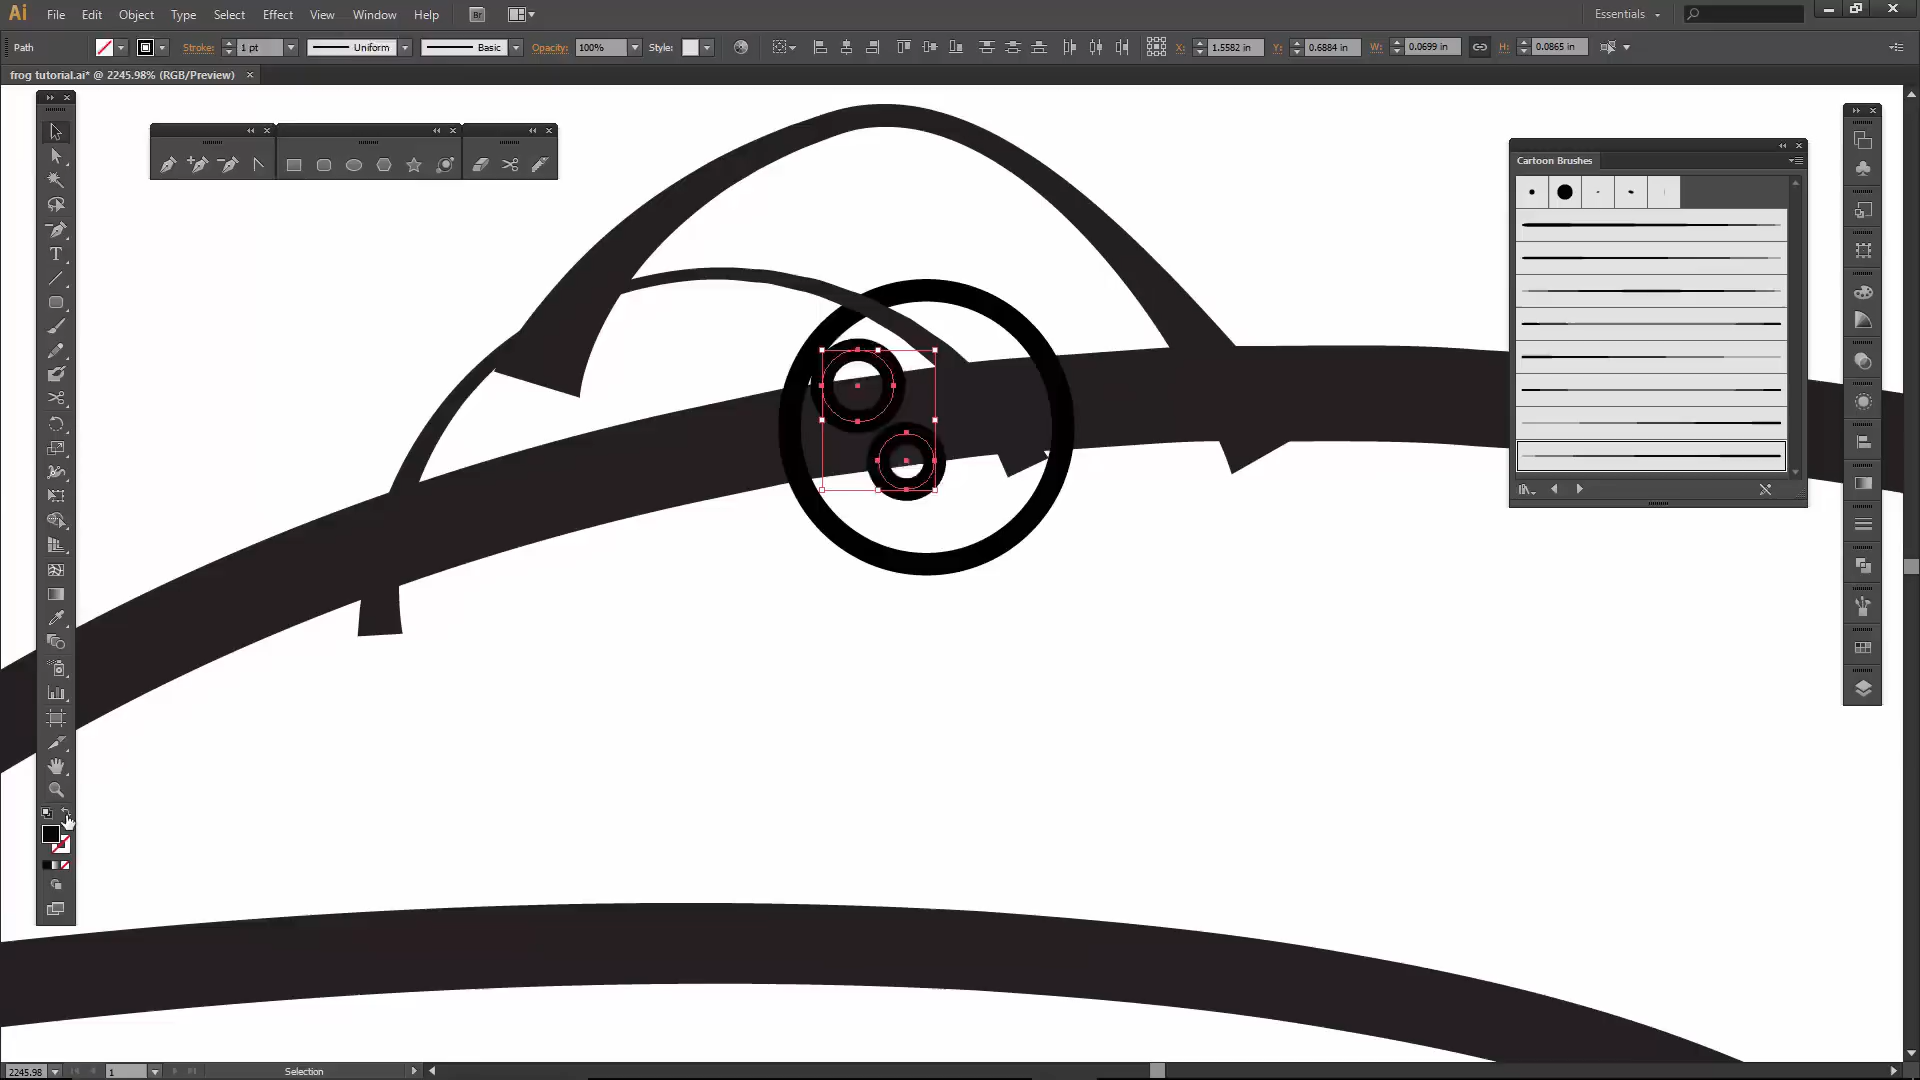 Ai File Edit Object Type Select Effect View Window Help Br Essentials
Path Stroke: 1 pt Uniform Basic Opacity: 100% Style: X: 1.5582 in Y: 0.6884 in W: 0.0699 in H: 0.0865 in
frog tutorial.ai* @ 2245.98% (RGB/Preview)
Cartoon Brushes
T
2245.98 1 Selection